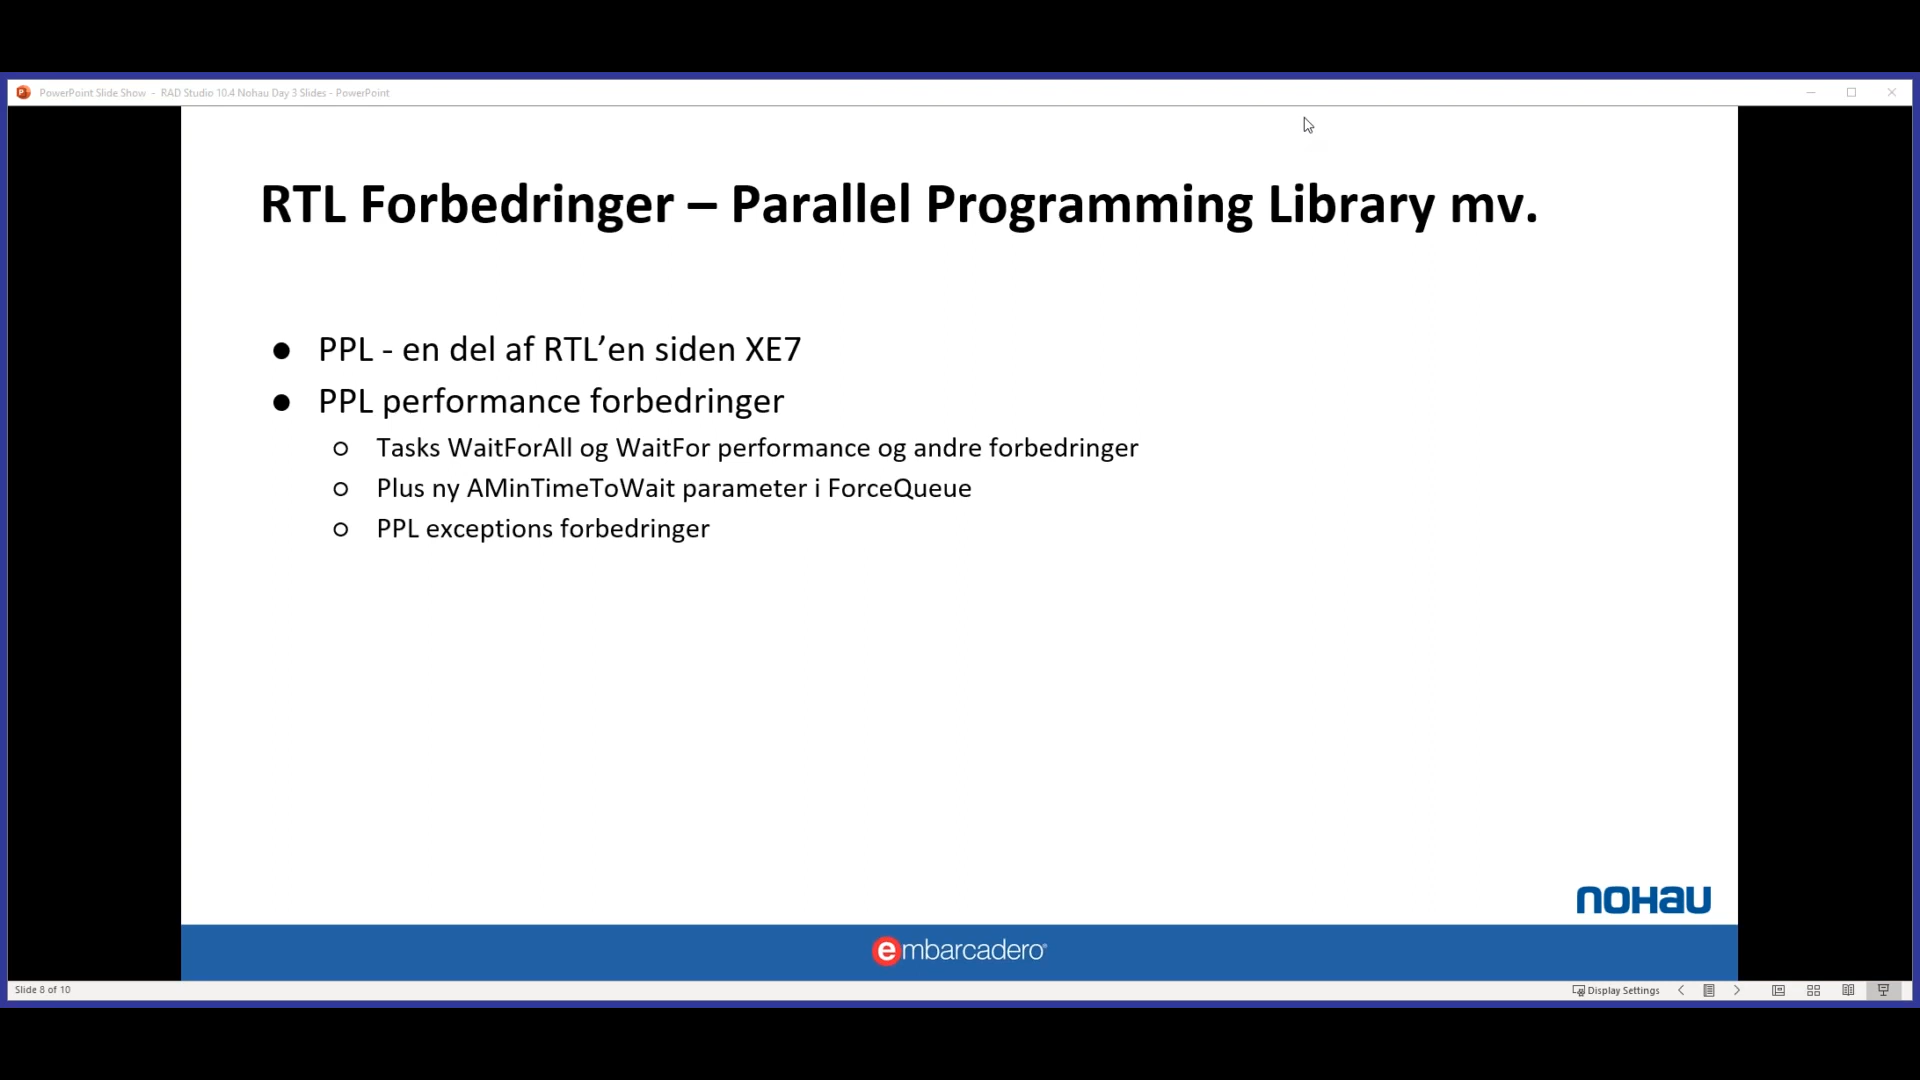 PowerPoint Slide Show - RAD Studio 10.4 Nohau Day 3 Slides - PowerPoint
RTL Forbedringer – Parallel Programming Library mv.
● PPL - en del af RTL’en siden XE7
● PPL performance forbedringer
○ Tasks WaitForAll og WaitFor performance og andre forbedringer
○ Plus ny AMinTimeToWait parameter i ForceQueue
○ PPL exceptions forbedringer
noHau
embarcadero®
Slide 8 of 10
Display Settings